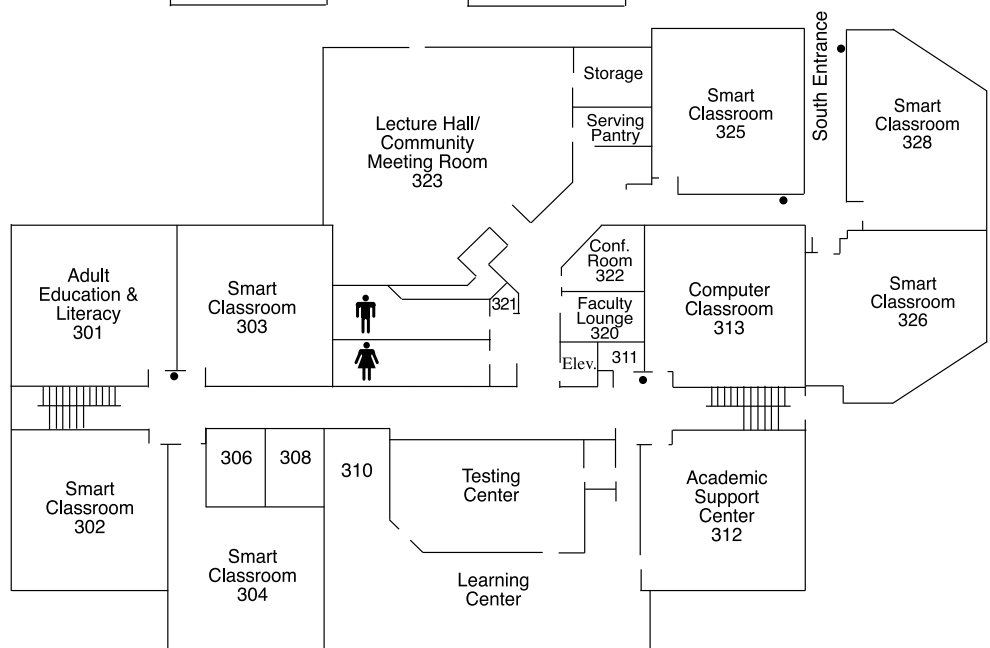 Storage
Serving
Pantry
Smart
Classroom
325
South Entrance
Smart
Classroom
328
Lecture Hall/
Community
Meeting Room
323
Adult
Education &
Literacy
301
Smart
Classroom
303
321
Conf.
Room
322
Faculty
Lounge
320
Elev.
311
Computer
Classroom
313
Smart
Classroom
326
Smart
Classroom
302
306
308
310
Smart
Classroom
304
Testing
Center
Learning
Center
Academic
Support
Center
312